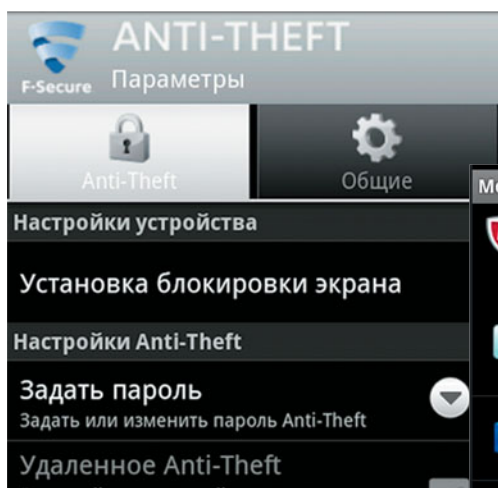 ANTI-THEFT
F-Secure Параметры
Anti-Theft
Общие
Настройки устройства
Установка блокировки экрана
Настройки Anti-Theft
Задать пароль
Задать или изменить пароль Anti-Theft
Удаленное Anti-Theft